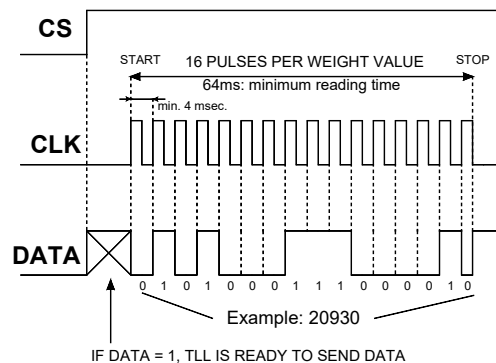 CS
START
16 PULSES PER WEIGHT VALUE
STOP
64ms: minimum reading time
min. 4 msec.
CLK
DATA
0 1 0 1 0 0 0 1 1 1 0 0 0 0 1 0
Example: 20930
IF DATA = 1, TLL IS READY TO SEND DATA